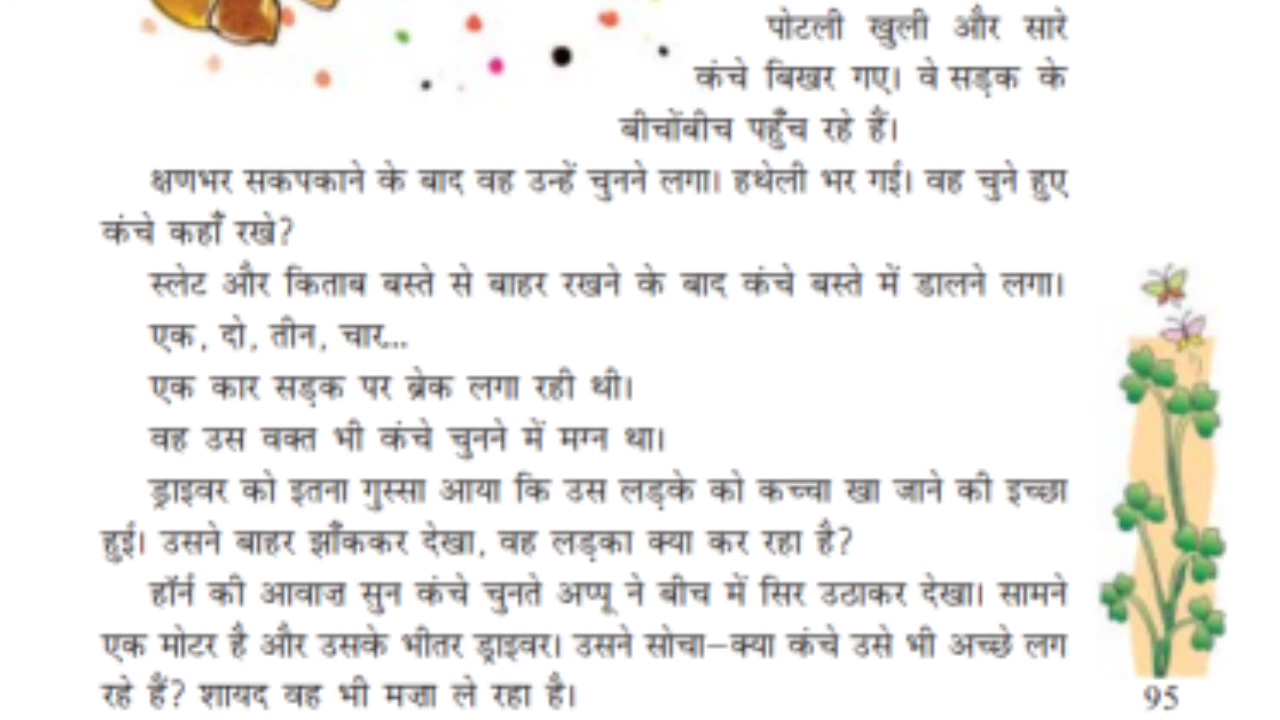 पोटली खुली और सारे
कंचे बिखर गए। वे सड़क के
बीचोंबीच पहुँच रहे हैं।
क्षणभर सकपकाने के बाद वह उन्हें चुनने लगा। हथेली भर गई। वह चुने हुए
कंचे कहाँ रखे?
स्लेट और किताब बस्ते से बाहर रखने के बाद कंचे बस्ते में डालने लगा।
एक, दो, तीन, चार...
एक कार सड़क पर ब्रेक लगा रही थी।
वह उस वक्त भी कंचे चुनने में मग्न था।
ड्राइवर को इतना गुस्सा आया कि उस लड़के को कच्चा खा जाने की इच्छा
हुई। उसने बाहर झाँककर देखा, वह लड़का क्या कर रहा है?
हॉर्न की आवाज़ सुन कंचे चुनते अप्पू ने बीच में सिर उठाकर देखा। सामने
एक मोटर है और उसके भीतर ड्राइवर। उसने सोचा–क्या कंचे उसे भी अच्छे लग
रहे हैं? शायद वह भी मज़ा ले रहा है।
95